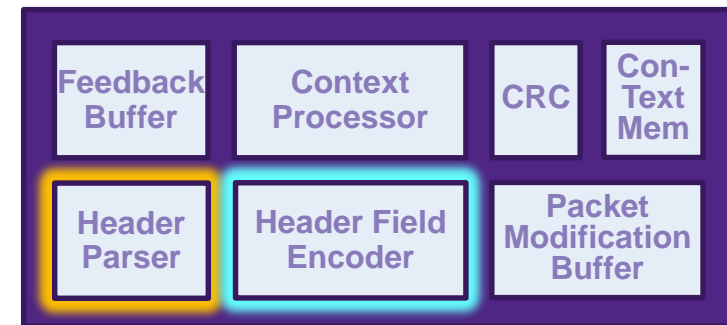 Feedback
Buffer
Context
Processor
CRC
Con-
Text
Mem
Header
Parser
Header Field
Encoder
Packet
Modification
Buffer